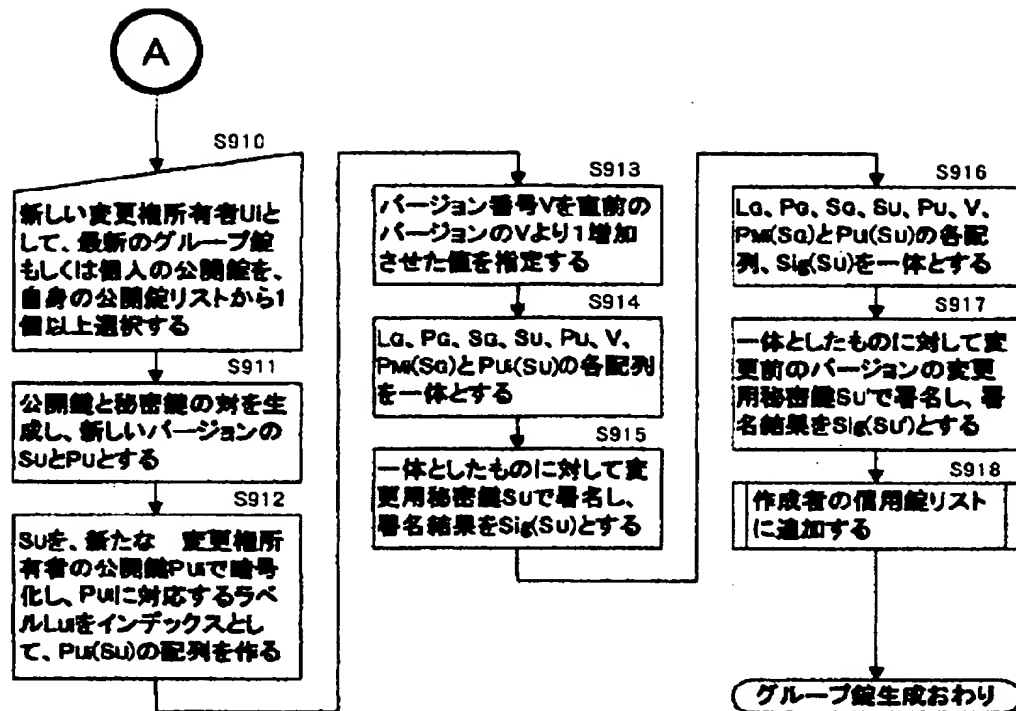 A
S910
新しい変更権所有者Uiと
して、最新のグループ錠
もしくは個人の公開錠を、
自身の公開錠リストから1
個以上選択する
S911
公開鍵と秘密鍵の対を生
成し、新しいバージョンの
SUとPUとする
S912
SUを、新たな 変更権所
有者の公開鍵PUiで暗号
化し、PUiに対応するラベ
ルLUiをインデックスとし
て、PUi(SU)の配列を作る
S913
バージョン番号Vを直前の
バージョンのVより1増加
させた値を指定する
S914
LG、PG、SG、SU、PU、V、
PMi(SG)とPUi(SU)の各配列
を一体とする
S915
一体としたものに対して変
更用秘密鍵SUで署名し、
署名結果をSig(SU)とする
S916
LG、PG、SG、SU、PU、V、
PMi(SG)とPUi(SU)の各配
列、Sig(SU)を一体とする
S917
一体としたものに対して変
更前のバージョンの変更
用秘密鍵SU'で署名し、署
名結果をSig(SU')とする
S918
作成者の信用錠リスト
に追加する
グループ錠生成おわり